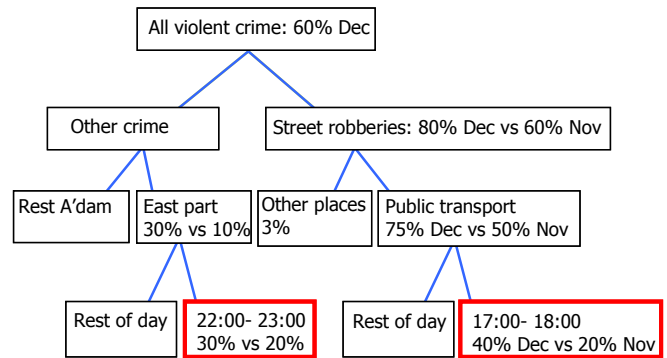 All violent crime: 60% Dec
Other crime
Street robberies: 80% Dec vs 60% Nov
Rest A'dam
East part
30% vs 10%
Other places
3%
Public transport
75% Dec vs 50% Nov
Rest of day
22:00- 23:00
30% vs 20%
Rest of day
17:00- 18:00
40% Dec vs 20% Nov